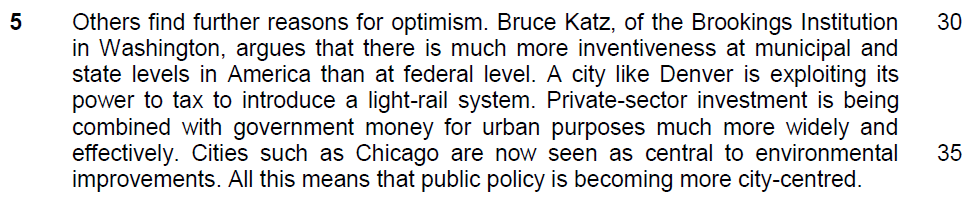 5 Others find further reasons for optimism. Bruce Katz, of the Brookings Institution 30
in Washington, argues that there is much more inventiveness at municipal and
state levels in America than at federal level. A city like Denver is exploiting its
power to tax to introduce a light-rail system. Private-sector investment is being
combined with government money for urban purposes much more widely and
effectively. Cities such as Chicago are now seen as central to environmental 35
improvements. All this means that public policy is becoming more city-centred.